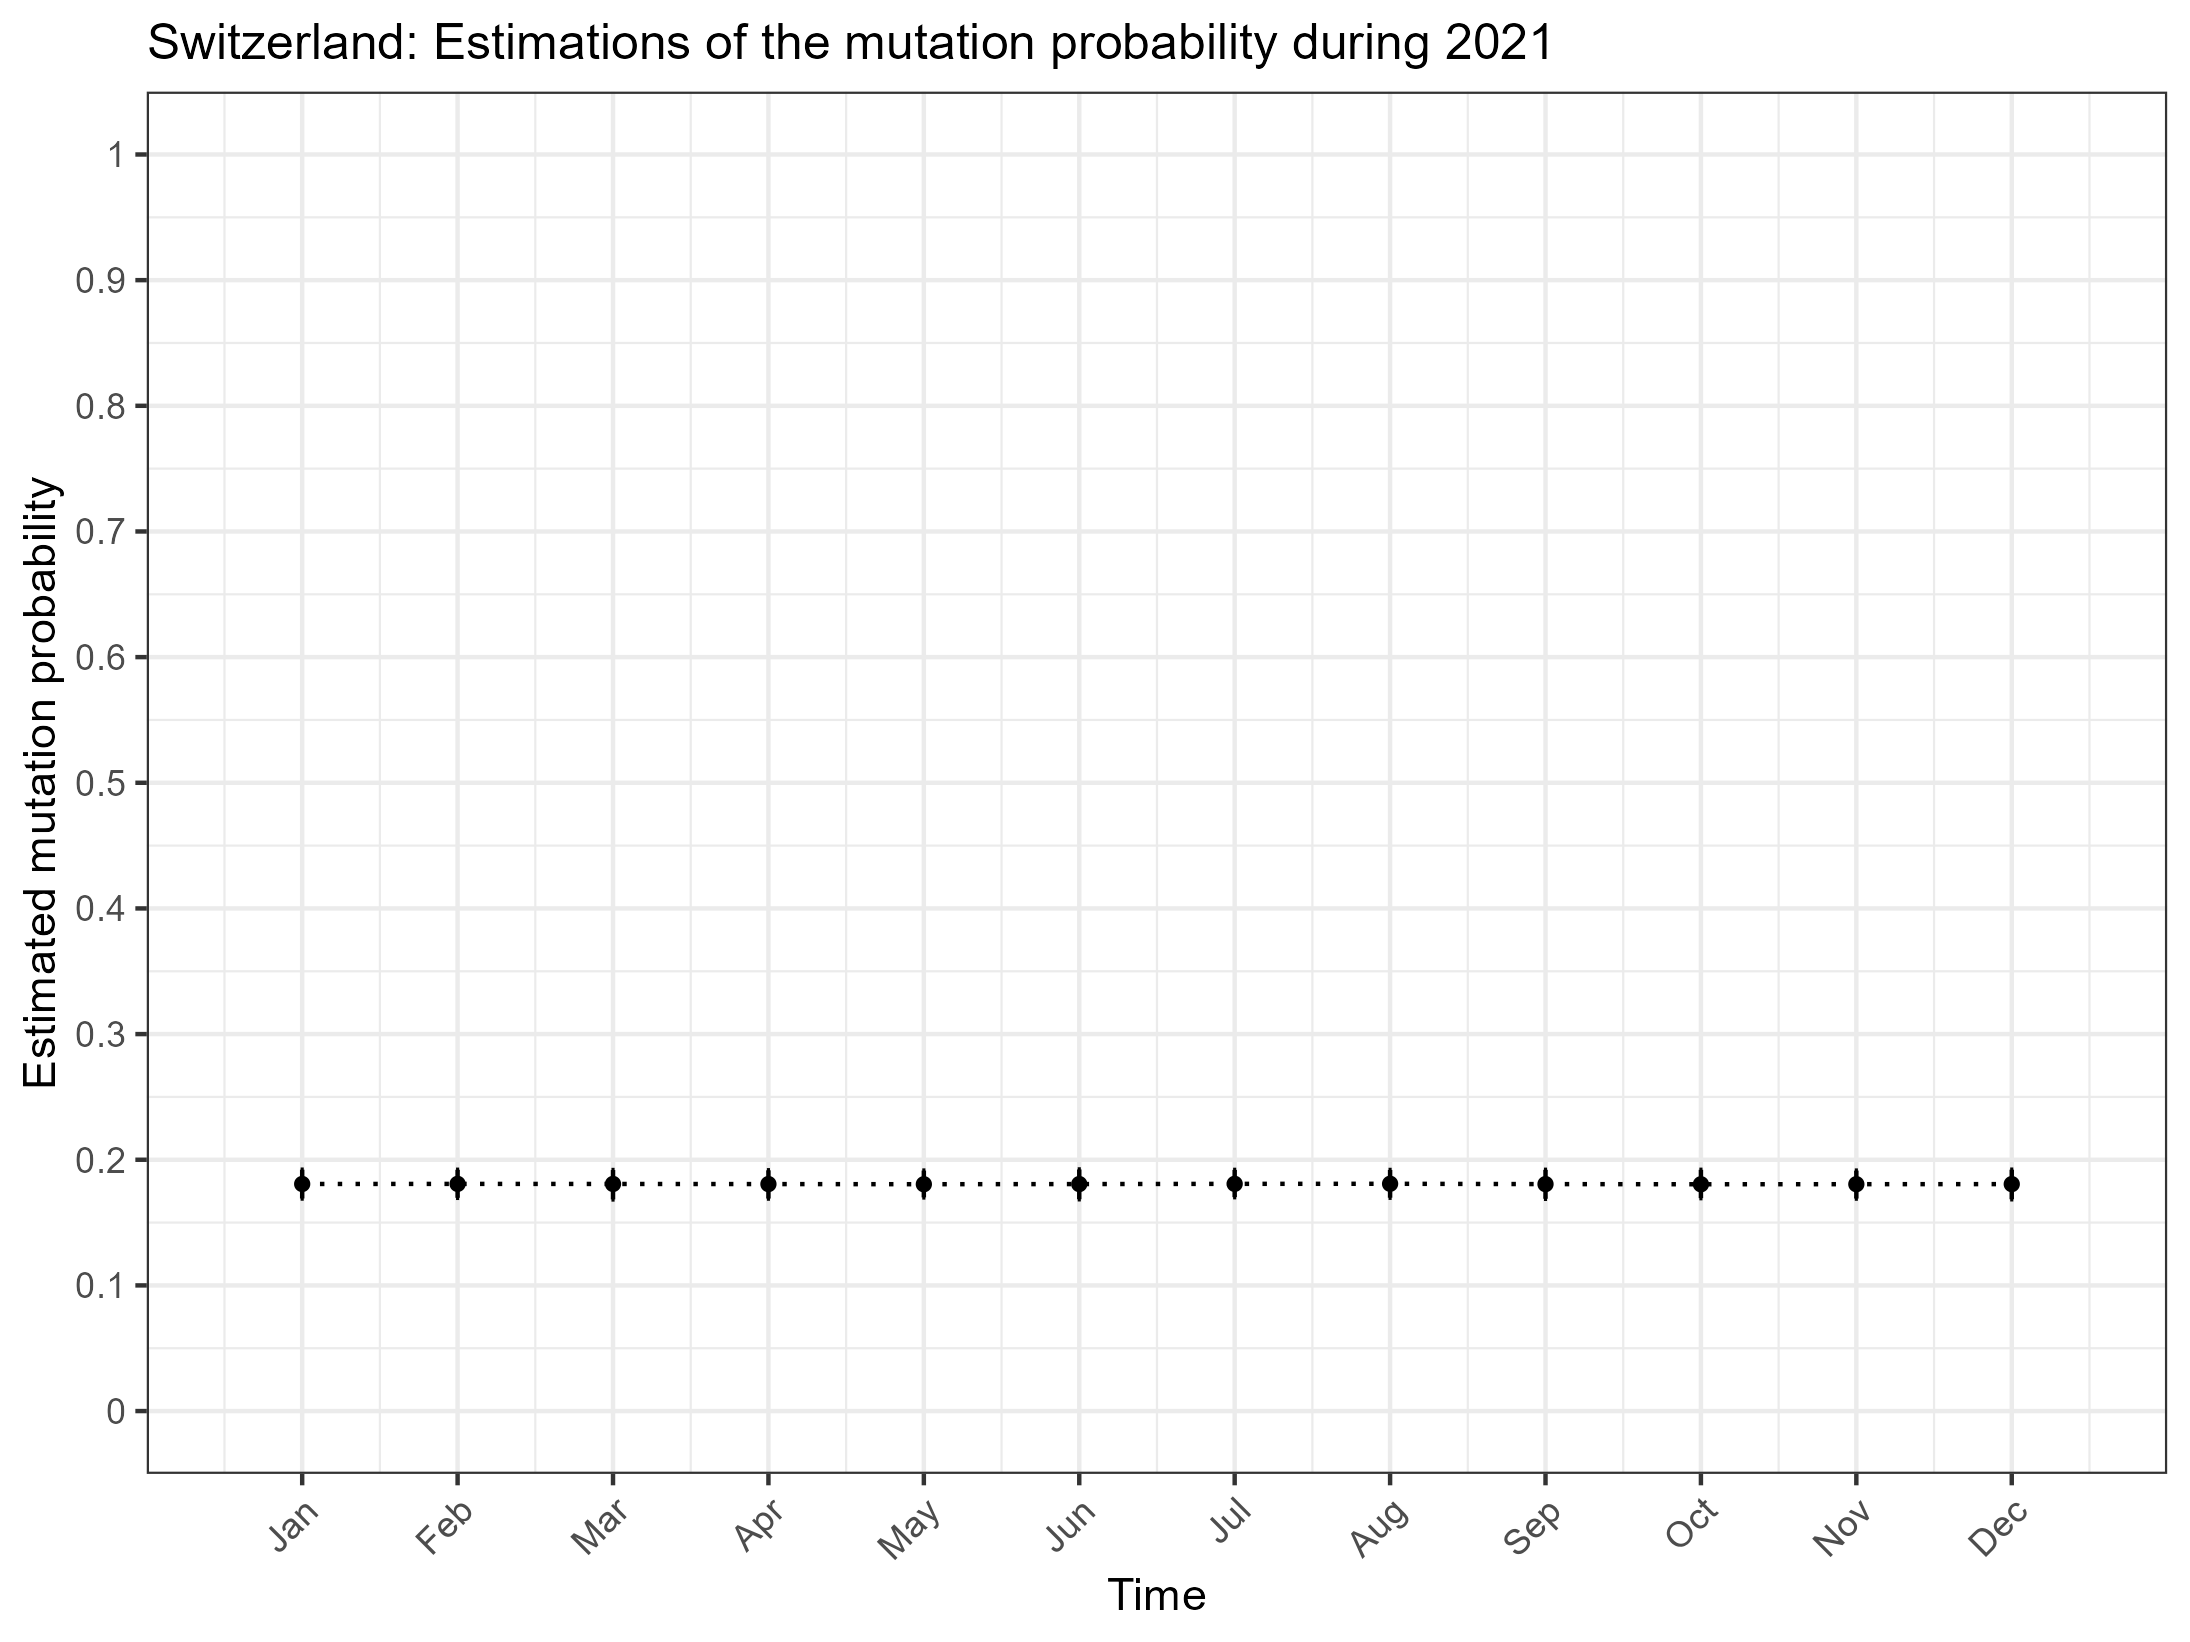 Switzerland: Estimations of the mutation probability during 2021
Estimated mutation probability
1
0.9
0.8
0.7
0.6
0.5
0.4
0.3
0.2
0.1
0
Jan
Feb
Mar
Apr
May
Jun
Jul
Aug
Sep
Oct
Nov
Dec
Time